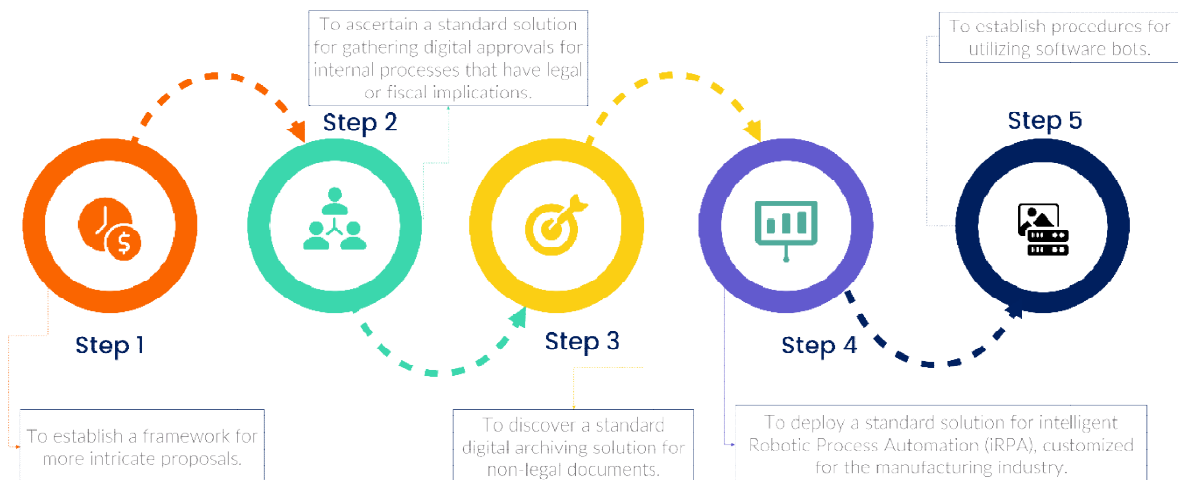 To ascertain a standard solution
for gathering digital approvals for
internal processes that have legal
or fiscal implications.
To establish procedures for
utilizing software bots.
Step 2
Step 5
$
Step 1
Step 3
Step 4
To establish a framework for
more intricate proposals.
To discover a standard
digital archiving solution for
non-legal documents.
To deploy a standard solution for intelligent
Robotic Process Automation (iRPA), customized
for the manufacturing industry.